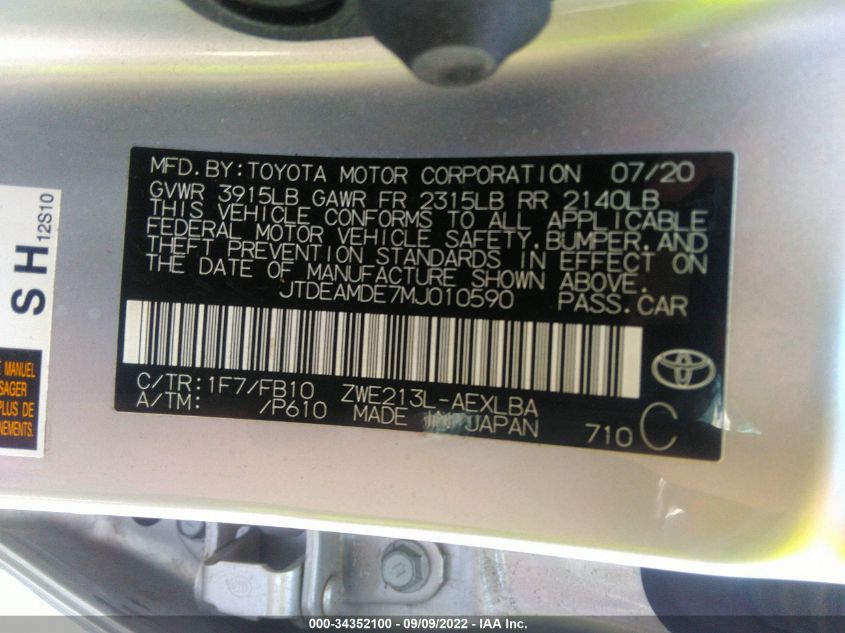 MFD. BY: TOYOTA MOTOR CORPORATION 07/20
GVWR 3915LB GAWR FR 2315LB RR 2140LB
THIS VEHICLE CONFORMS TO ALL APPLICABLE
FEDERAL MOTOR VEHICLE SAFETY, BUMPER, AND
THEFT PREVENTION STANDARDS IN EFFECT ON
THE DATE OF MANUFACTURE SHOWN ABOVE.
JTDEAMDE7MJ010590 PASS.CAR
C/TR: 1F7/FB10 ZWE213L-AEXLBA
A/TM: /P610 MADE IN JAPAN 710 C
SH 12S10
E MANUEL
SAGER
PLUS DE
NEMENTS.
000-34352100 - 09/09/2022 - IAA Inc.